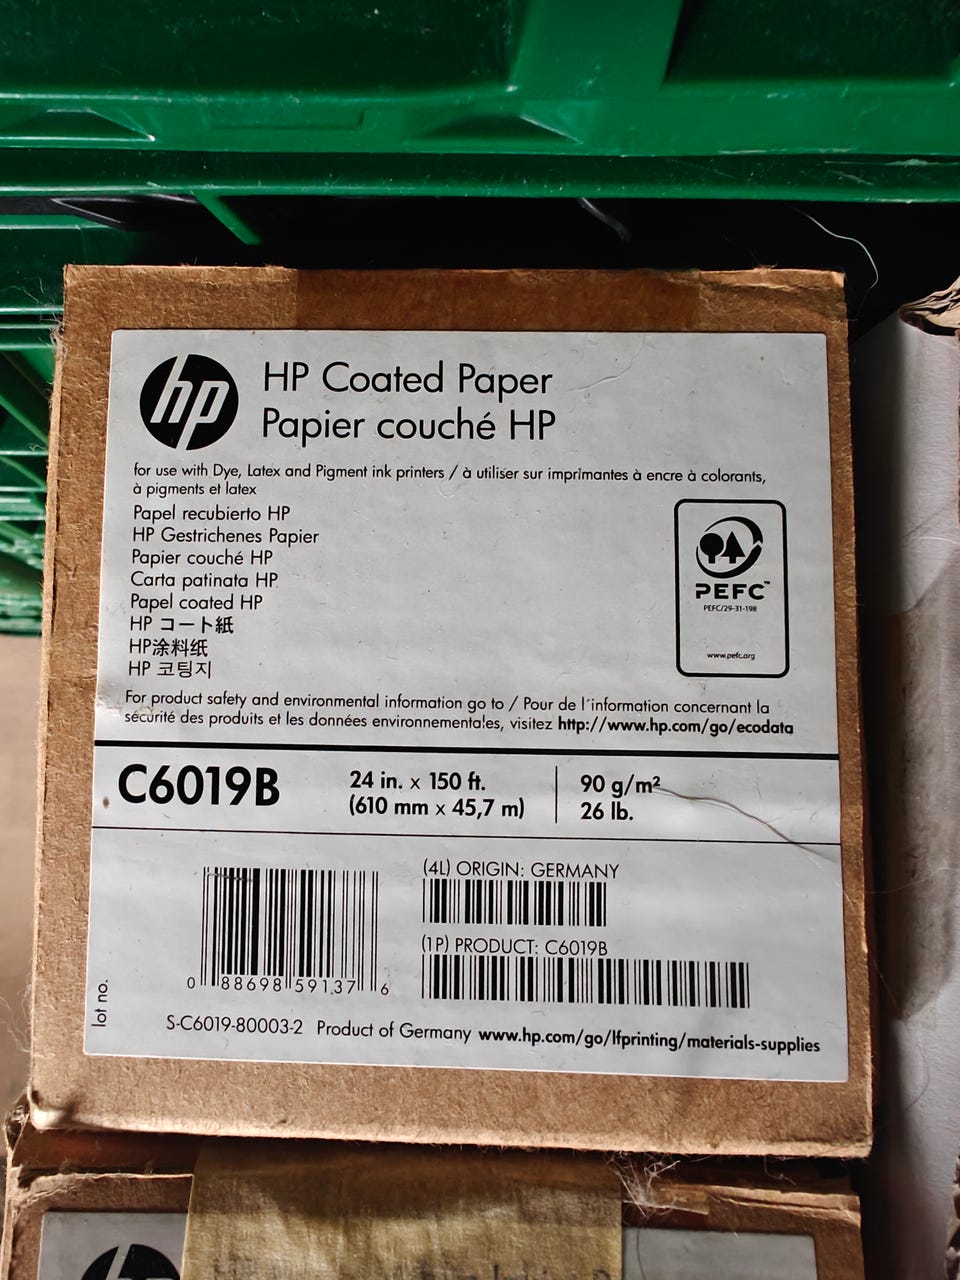 hp
HP Coated Paper
Papier couché HP
for use with Dye, Latex and Pigment ink printers / à utiliser sur imprimantes à encre à colorants,
à pigments et latex
Papel recubierto HP
HP Gestrichenes Papier
Papier couché HP
Carta patinata HP
Papel coated HP
HP コート紙
HP涂料纸
HP 코팅지
PEFC™
PEFC/29-31-198
www.pefc.org
For product safety and environmental information go to / Pour de l´information concernant la
sécurité des produits et les données environnementales, visitez http://www.hp.com/go/ecodata
C6019B
24 in. x 150 ft.
(610 mm x 45,7 m)
90 g/m²
26 lb.
(4L) ORIGIN: GERMANY
(1P) PRODUCT: C6019B
0 88698 59137 6
lot no.
S-C6019-80003-2 Product of Germany www.hp.com/go/lfprinting/materials-supplies
hp